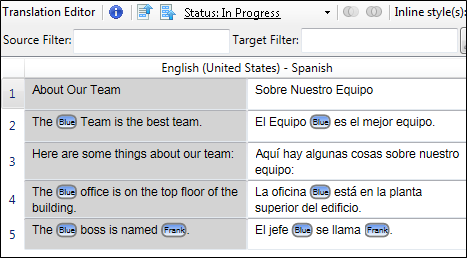 Translation Editor Status: In Progress Inline style(s):
Source Filter: Target Filter:
English (United States) - Spanish
1 About Our Team Sobre Nuestro Equipo
2 The Blue Team is the best team. El Equipo Blue es el mejor equipo.
3 Here are some things about our team: Aquí hay algunas cosas sobre nuestro
equipo:
4 The Blue office is on the top floor of the La oficina Blue está en la planta
building. superior del edificio.
5 The Blue boss is named Frank. El jefe Blue se llama Frank.